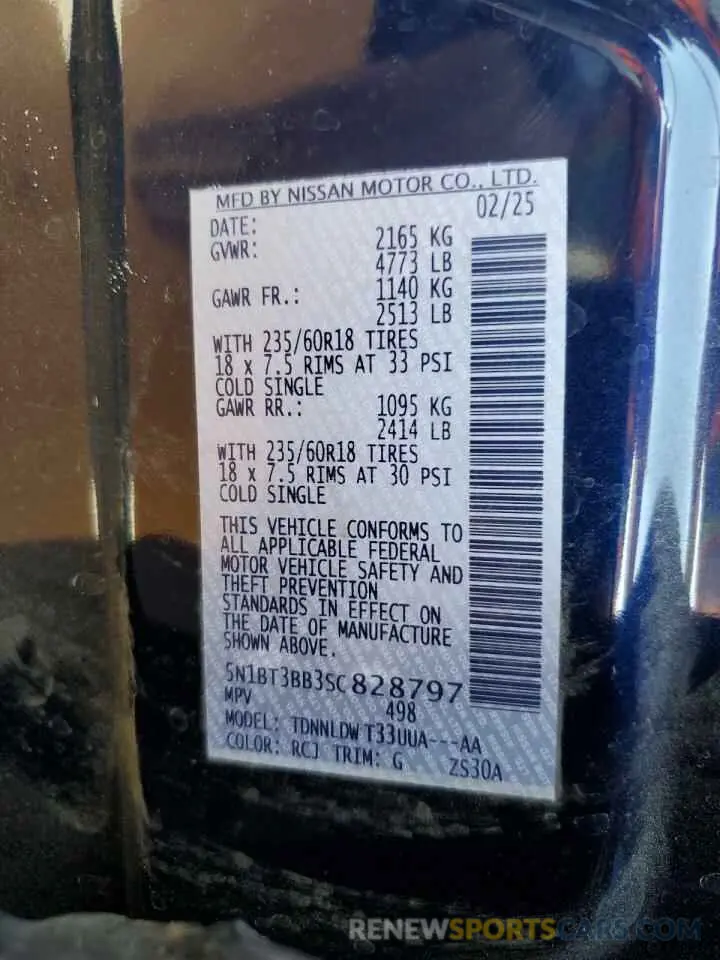 MFD BY NISSAN MOTOR CO., LTD.
DATE: 02/25
GVWR: 2165 KG
4773 LB
GAWR FR.: 1140 KG
2513 LB
WITH 235/60R18 TIRES
18 x 7.5 RIMS AT 33 PSI
COLD SINGLE
GAWR RR.: 1095 KG
2414 LB
WITH 235/60R18 TIRES
18 x 7.5 RIMS AT 30 PSI
COLD SINGLE
THIS VEHICLE CONFORMS TO
ALL APPLICABLE FEDERAL
MOTOR VEHICLE SAFETY AND
THEFT PREVENTION
STANDARDS IN EFFECT ON
THE DATE OF MANUFACTURE
SHOWN ABOVE.
5N1BT3BB3SC828797
MPV 498
MODEL: TDNNLDW T33UUA---AA
COLOR: RCJ TRIM: G ZS30A
RENEWSPORTSCARS.COM